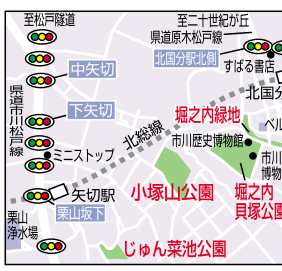 至松戸隧道
至二十世紀が丘
県道原木松戸線
北国分駅北側
すばる書店
中矢切
北国分
下矢切
堀之内緑地
県道市川松戸線
北総線
ベル
市川歴史博物館
ミニストップ
市川
博物
矢切駅
小塚山公園
堀之内
貝塚公園
栗山坂下
栗山
浄水場
じゅん菜池公園